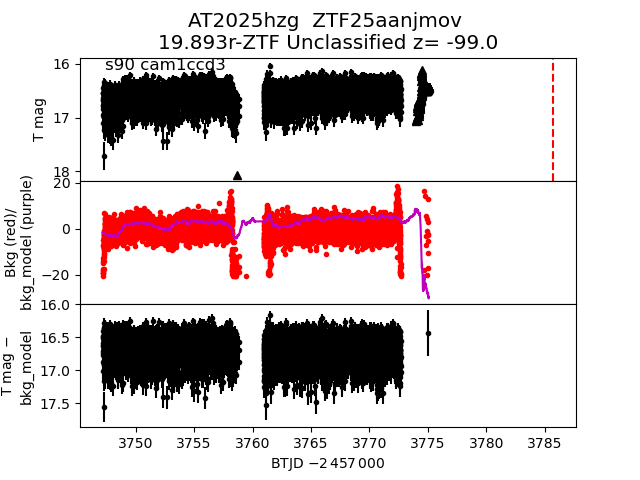 AT2025hzg  ZTF25aanjmov
19.893r-ZTF Unclassified z= -99.0
s90 cam1ccd3
16
17
18
T mag
20
0
−20
Bkg (red)/
bkg_model (purple)
16.0
16.5
17.0
17.5
T mag −
bkg_model
3750
3755
3760
3765
3770
3775
3780
3785
BTJD −2 457 000